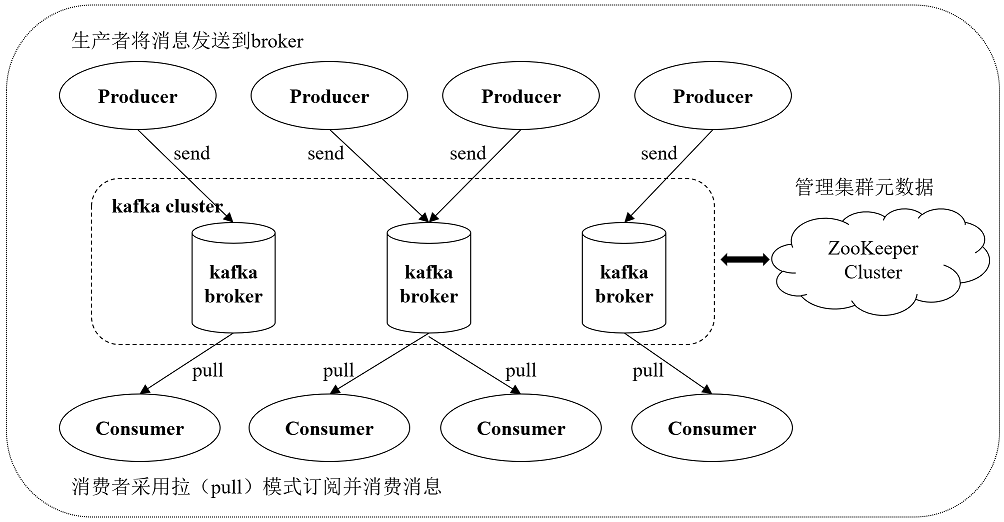 生产者将消息发送到broker
Producer
Producer
Producer
Producer
send
send
send
send
kafka cluster
管理集群元数据
ZooKeeper
Cluster
kafka
broker
kafka
broker
kafka
broker
pull
pull
pull
pull
Consumer
Consumer
Consumer
Consumer
消费者采用拉（pull）模式订阅并消费消息